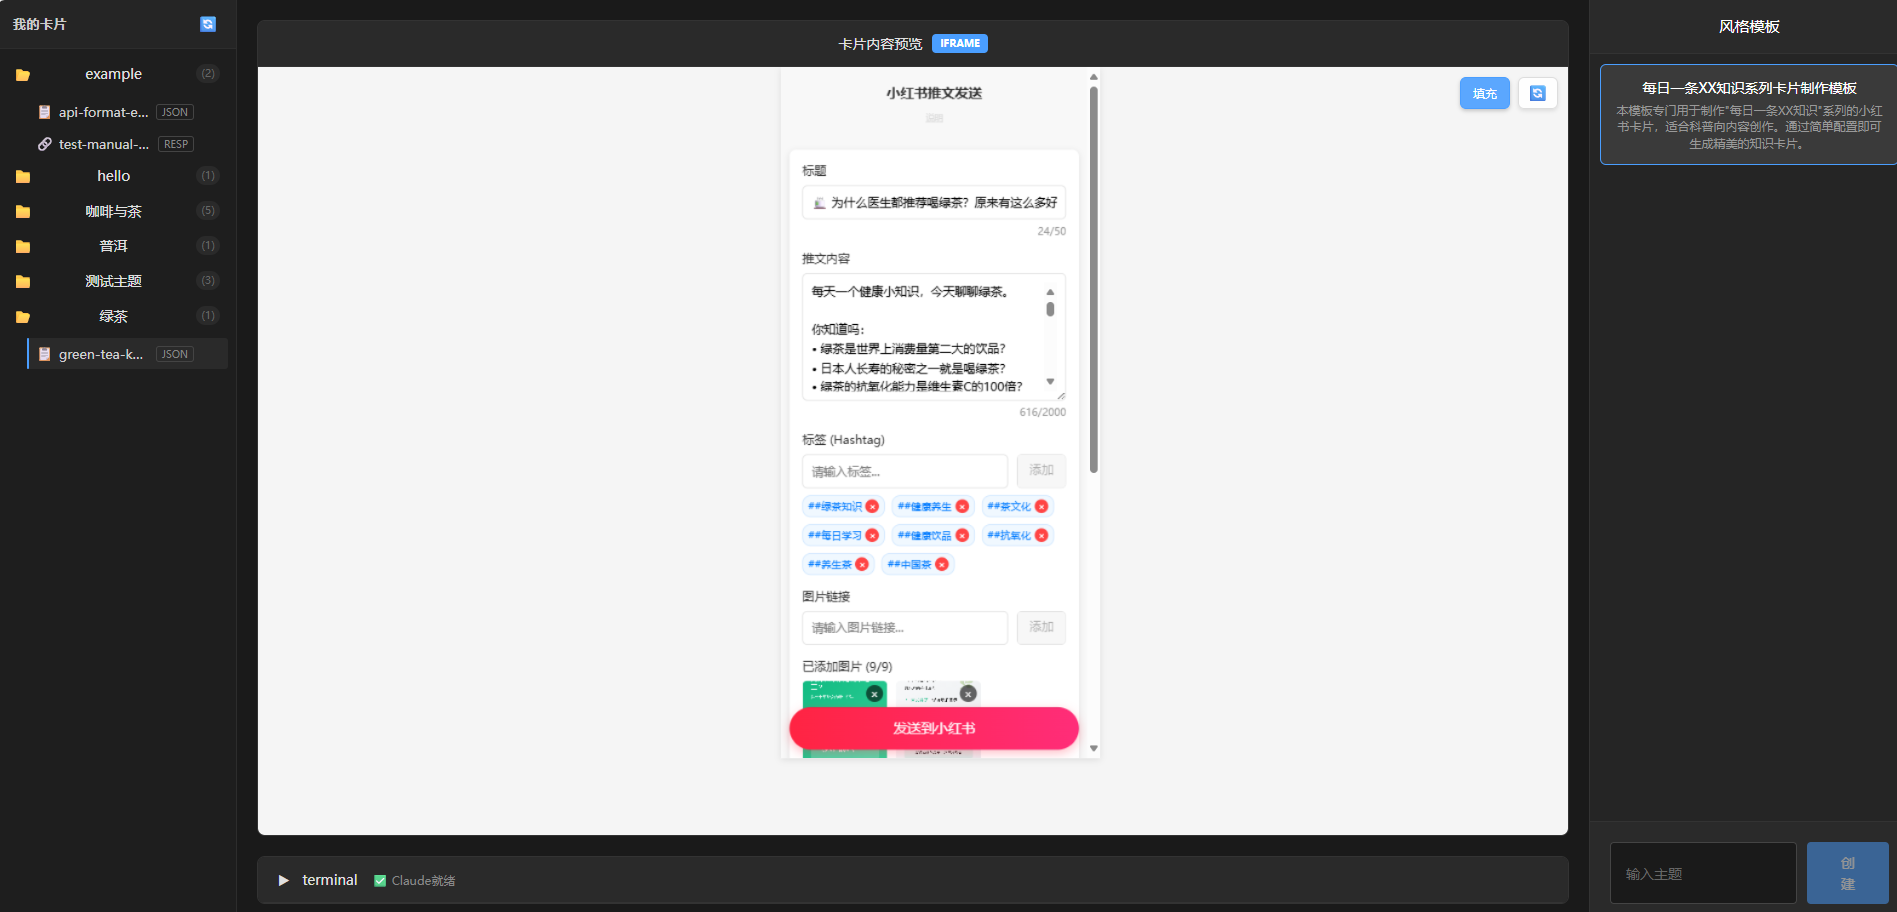 我的卡片
example
(2)
api-format-e...
JSON
test-manual-...
RESP
hello
(1)
咖啡与茶
(5)
普洱
(1)
测试主题
(3)
绿茶
(1)
green-tea-k...
JSON
卡片内容预览
IFRAME
填充
小红书推文发送
标题
为什么医生都推荐喝绿茶？原来有这么多好
24/50
推文内容
每天一个健康小知识，今天聊聊绿茶。
你知道吗：
• 绿茶是世界上消费量第二大的饮品？
• 日本人长寿的秘密之一就是喝绿茶？
• 绿茶的抗氧化能力是维生素C的100倍？
616/2000
标签 (Hashtag)
请输入标签...
添加
##绿茶知识
##健康养生
##茶文化
##每日学习
##健康饮品
##抗氧化
##养生茶
##中国茶
图片链接
请输入图片链接...
添加
已添加图片 (9/9)
发送到小红书
terminal
Claude就绪
风格模板
每日一条XX知识系列卡片制作模板
本模板专门用于制作"每日一条XX知识"系列的小红
书卡片，适合科普向内容创作。通过简单配置即可
生成精美的知识卡片。
输入主题
创
建